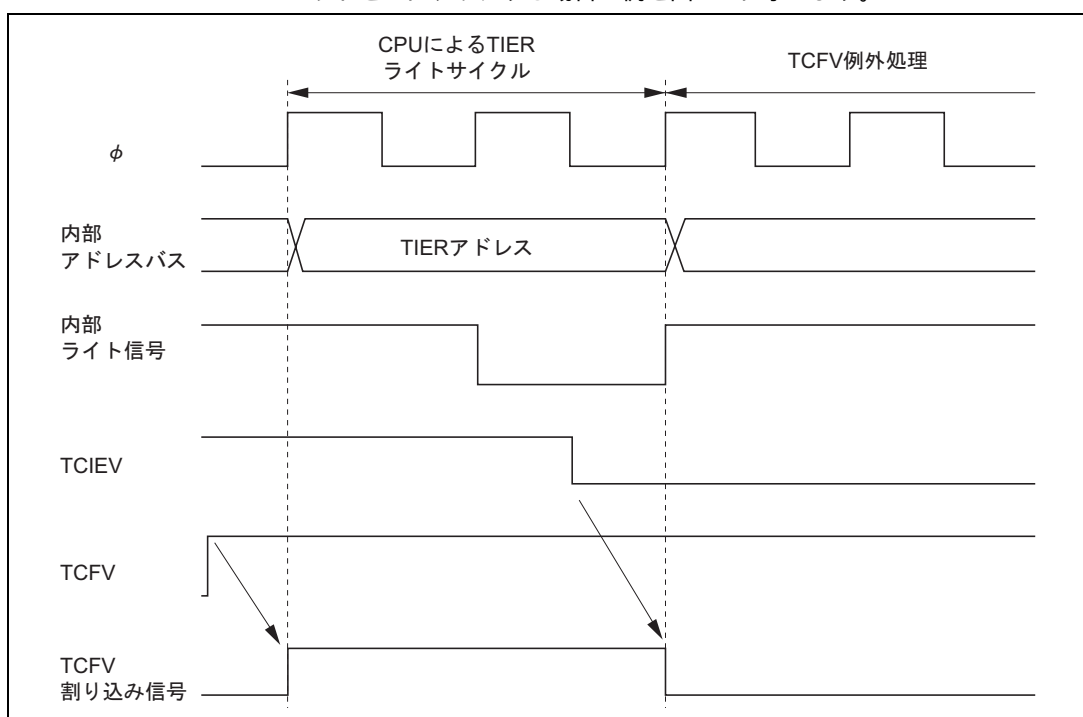 CPUによるTIER
ライトサイクル
TCFV例外処理
φ
内部
アドレスバス
TIERアドレス
内部
ライト信号
TCIEV
TCFV
TCFV
割り込み信号